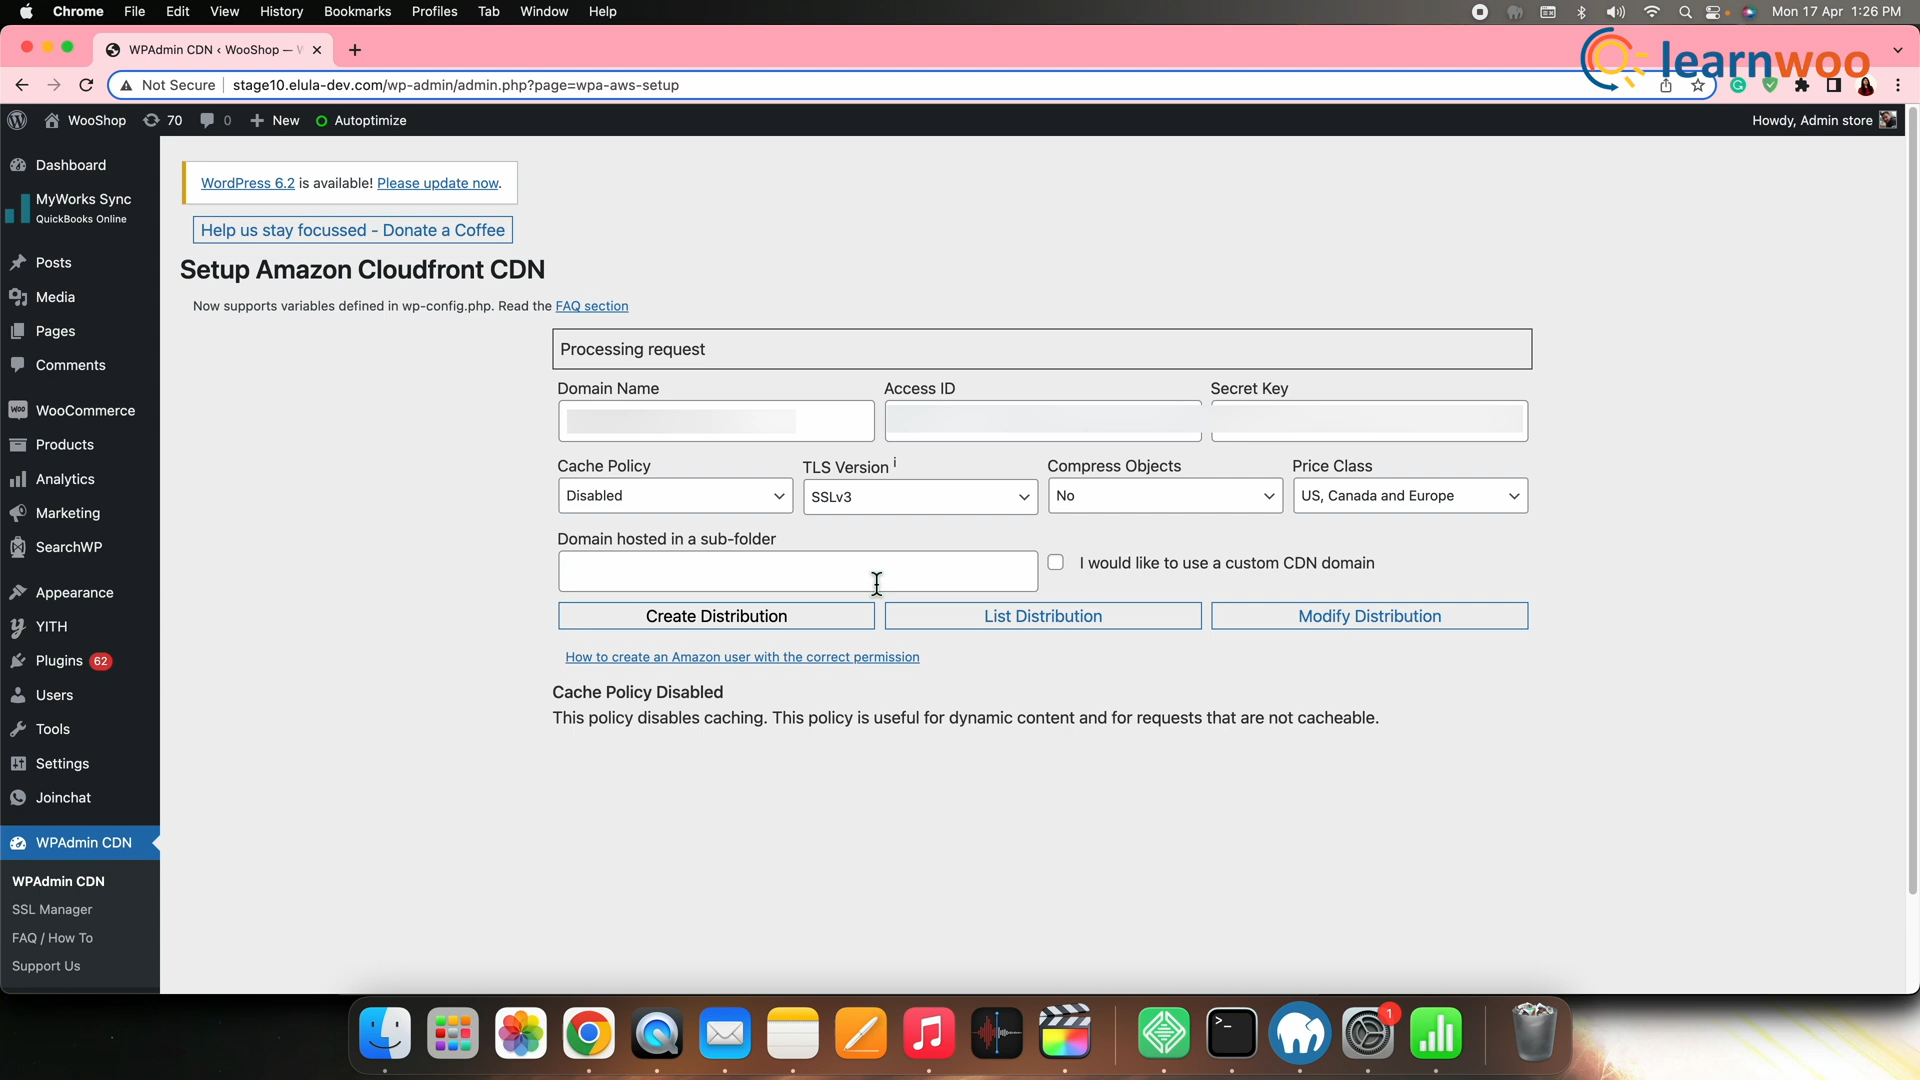 Chrome File Edit View History Bookmarks Profiles Tab Window Help Mon 17 Apr 1:26 PM
WPAdmin CDN ‹ WooShop —
learnwoo
Not Secure stage10.elula-dev.com/wp-admin/admin.php?page=wpa-aws-setup
WooShop 70 0 New Autoptimize Howdy, Admin store
Dashboard
MyWorks Sync
QuickBooks Online
Posts
Media
Pages
Comments
WooCommerce
Products
Analytics
Marketing
SearchWP
Appearance
YITH
Plugins 62
Users
Tools
Settings
Joinchat
WPAdmin CDN
WPAdmin CDN
SSL Manager
FAQ / How To
Support Us
WordPress 6.2 is available! Please update now.
Help us stay focussed - Donate a Coffee
Setup Amazon Cloudfront CDN
Now supports variables defined in wp-config.php. Read the FAQ section
Processing request
Domain Name Access ID Secret Key
Cache Policy TLS Version i Compress Objects Price Class
Disabled SSLv3 No US, Canada and Europe
Domain hosted in a sub-folder
I would like to use a custom CDN domain
Create Distribution List Distribution Modify Distribution
How to create an Amazon user with the correct permission
Cache Policy Disabled
This policy disables caching. This policy is useful for dynamic content and for requests that are not cacheable.
1